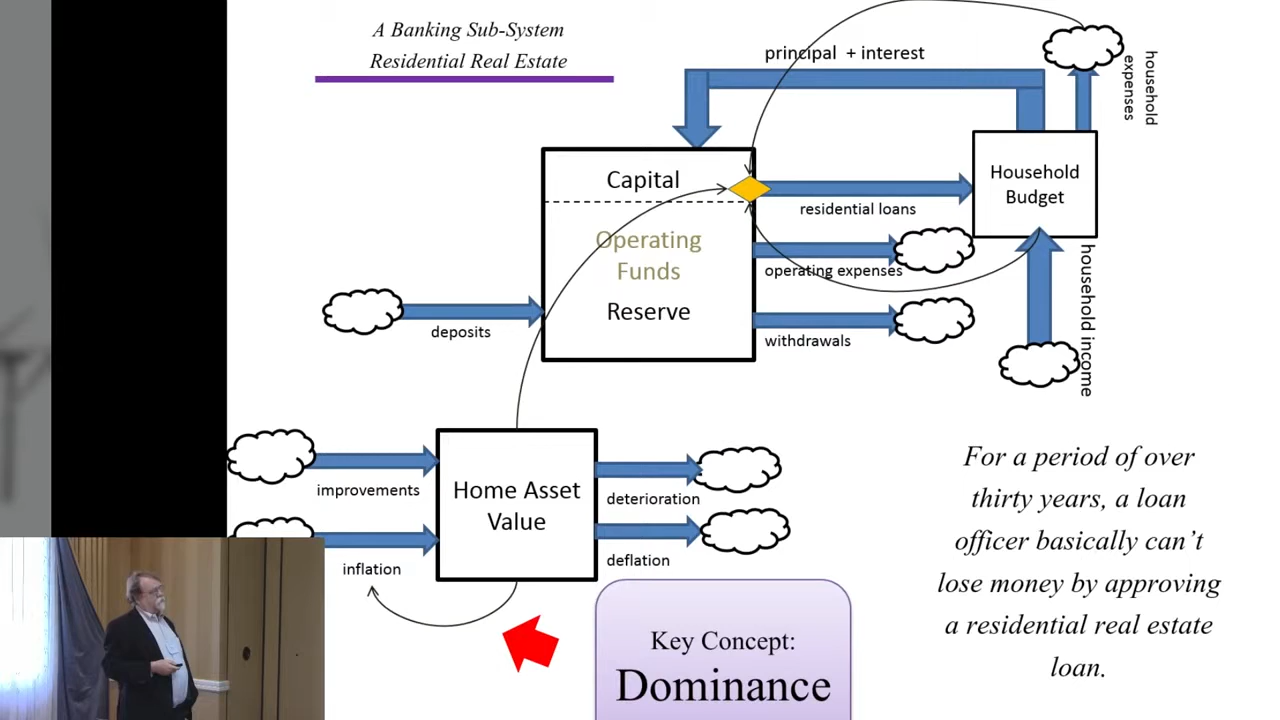 A Banking Sub-System
Residential Real Estate
principal + interest
household
expenses
Capital
Household
Budget
residential loans
Operating
Funds
operating expenses
Reserve
deposits
withdrawals
household income
improvements
Home Asset
Value
deterioration
inflation
deflation
For a period of over
thirty years, a loan
officer basically can't
lose money by approving
a residential real estate
loan.
Key Concept:
Dominance